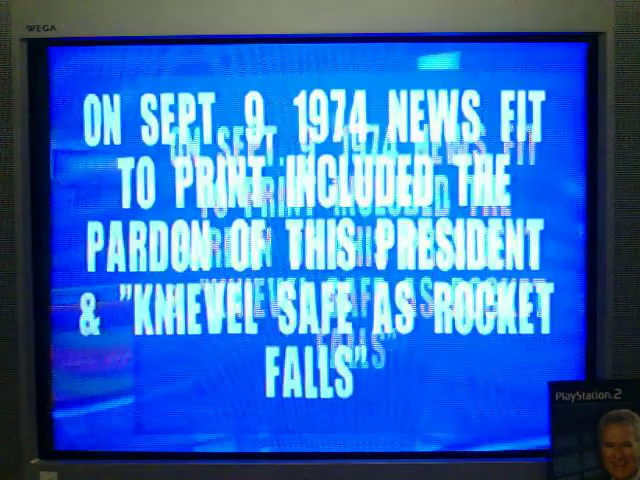 WEGA
ON SEPT. 9, 1974, NEWS FIT
TO PRINT INCLUDED THE
PARDON OF THIS PRESIDENT
& "KNIEVEL SAFE AS ROCKET
FALLS"
PlayStation.2